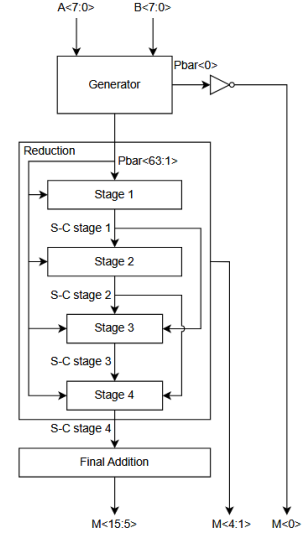 A<7:0> B<7:0>
Pbar<0>
Generator
Reduction
Pbar<63:1>
Stage 1
S-C stage 1
Stage 2
S-C stage 2
Stage 3
S-C stage 3
Stage 4
S-C stage 4
Final Addition
M<15:5> M<4:1> M<0>